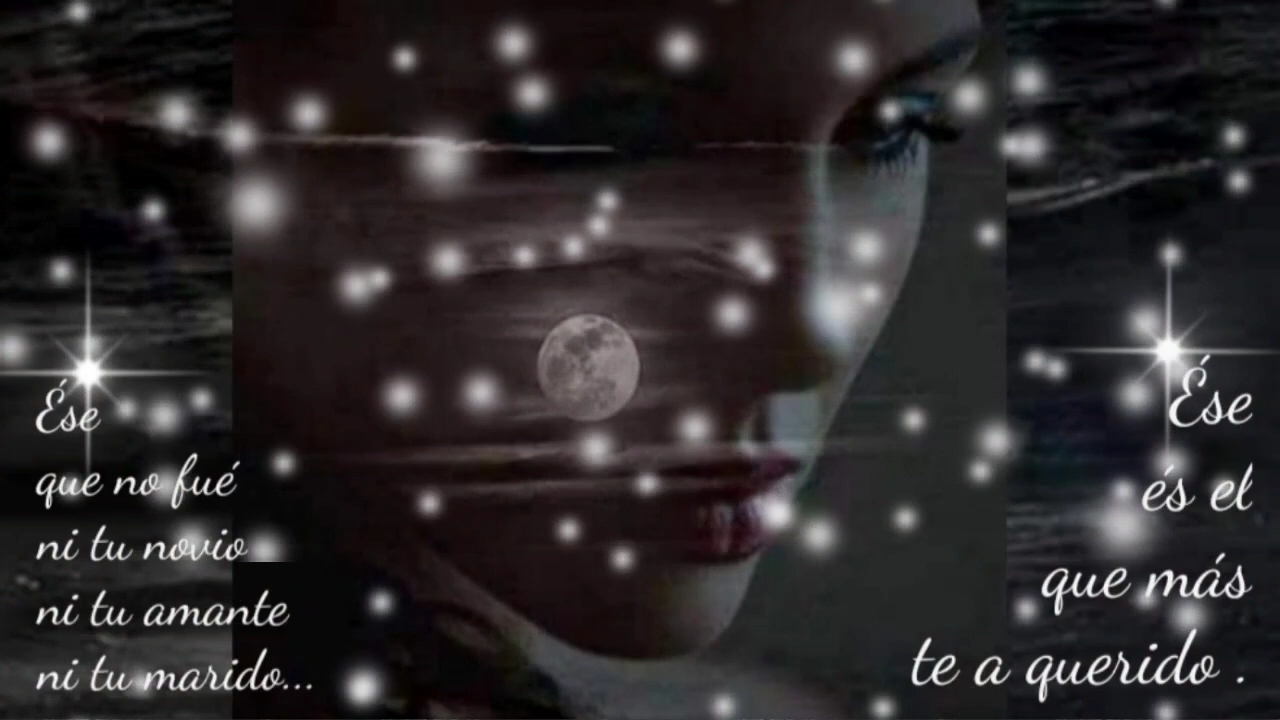 Ése
que no fué
ni tu novio
ni tu amante
ni tu marido...
Ése
és el
que más
te a querido .